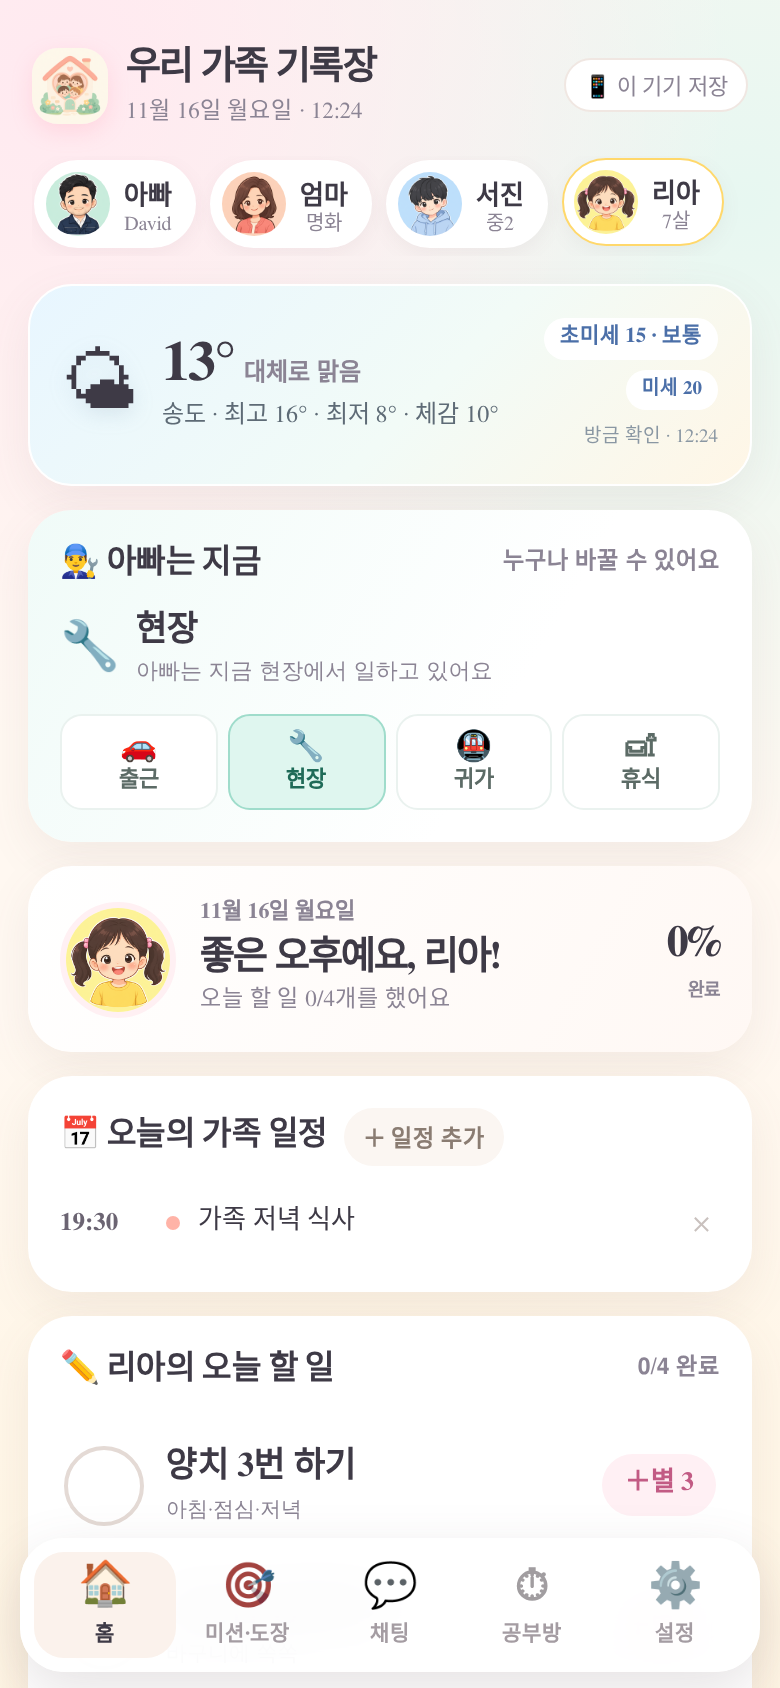 우리 가족 기록장
11월 16일 월요일 · 12:24
📱 이 기기 저장
아빠
David
엄마
명화
서진
중2
리아
7살
13° 대체로 맑음
송도 · 최고 16° · 최저 8° · 체감 10°
초미세 15 · 보통
미세 20
방금 확인 · 12:24
👨‍🔧 아빠는 지금
누구나 바꿀 수 있어요
현장
아빠는 지금 현장에서 일하고 있어요
출근
현장
귀가
휴식
11월 16일 월요일
좋은 오후예요, 리아!
오늘 할 일 0/4개를 했어요
0%
완료
📅 오늘의 가족 일정
+ 일정 추가
19:30
가족 저녁 식사
×
✏️ 리아의 오늘 할 일
0/4 완료
양치 3번 하기
아침·점심·저녁
+별 3
홈
미션·도장
채팅
공부방
설정